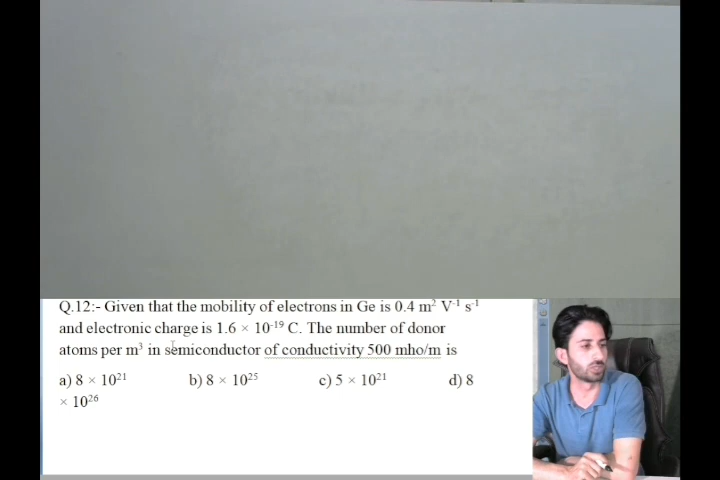 Q.12:- Given that the mobility of electrons in Ge is 0.4 m² V⁻¹ s⁻¹
and electronic charge is 1.6 × 10⁻¹⁹ C. The number of donor
atoms per m³ in semiconductor of conductivity 500 mho/m is
a) 8 × 10²¹ b) 8 × 10²⁵ c) 5 × 10²¹ d) 8
× 10²⁶